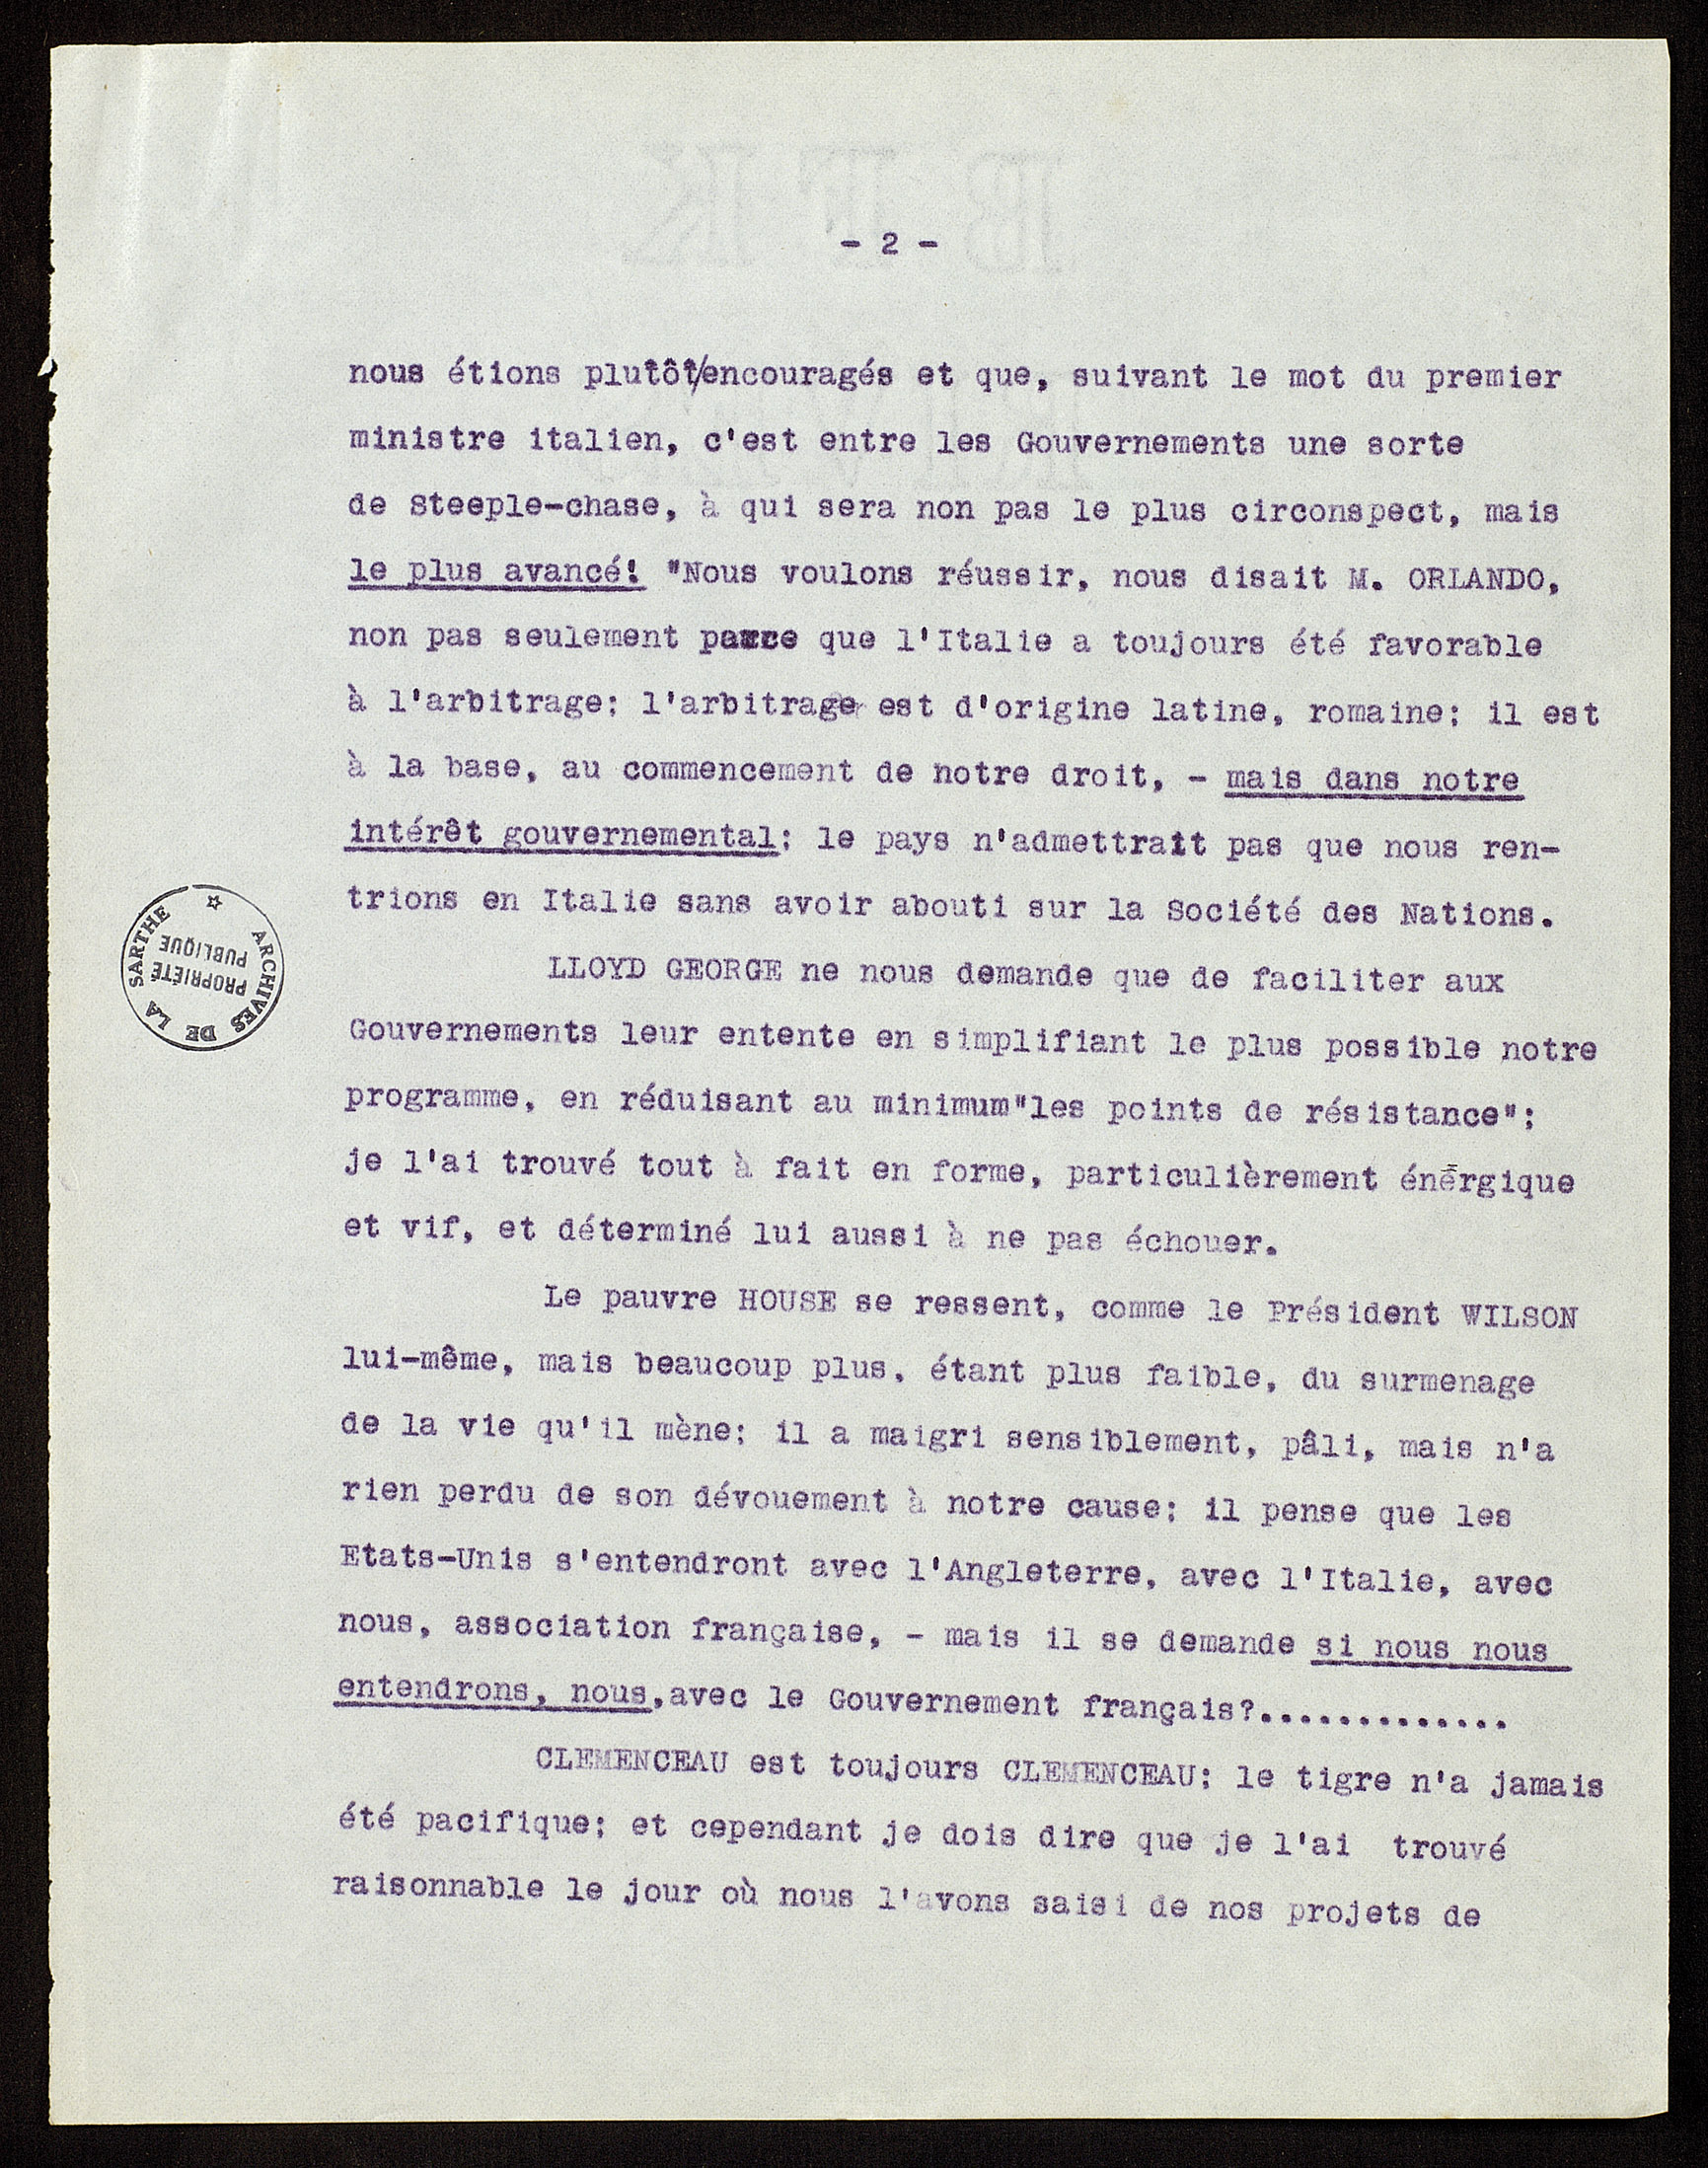 - 2 -
nous étions plutôt/encouragés et que, suivant le mot du premier
ministre italien, c'est entre les Gouvernements une sorte
de Steeple-chase, à qui sera non pas le plus circonspect, mais
le plus avancé! "Nous voulons réussir, nous disait M. ORLANDO,
non pas seulement parce que l'Italie a toujours été favorable
à l'arbitrage; l'arbitrage est d'origine latine, romaine; il est
à la base, au commencement de notre droit, - mais dans notre
intérêt gouvernemental; le pays n'admettrait pas que nous ren-
trions en Italie sans avoir abouti sur la Société des Nations.
LLOYD GEORGE ne nous demande que de faciliter aux
Gouvernements leur entente en simplifiant le plus possible notre
programme, en réduisant au minimum"les points de résistance";
je l'ai trouvé tout à fait en forme, particulièrement énergique
et vif, et déterminé lui aussi à ne pas échouer.
Le pauvre HOUSE se ressent, comme le Président WILSON
lui-même, mais beaucoup plus, étant plus faible, du surmenage
de la vie qu'il mène; il a maigri sensiblement, pâli, mais n'a
rien perdu de son dévouement à notre cause; il pense que les
Etats-Unis s'entendront avec l'Angleterre, avec l'Italie, avec
nous, association française, - mais il se demande si nous nous
entendrons, nous,avec le Gouvernement français?.............
CLEMENCEAU est toujours CLEMENCEAU; le tigre n'a jamais
été pacifique; et cependant je dois dire que je l'ai trouvé
raisonnable le jour où nous l'avons saisi de nos projets de
ARCHIVES DE LA SARTHE
PROPRIÉTÉ
PUBLIQUE